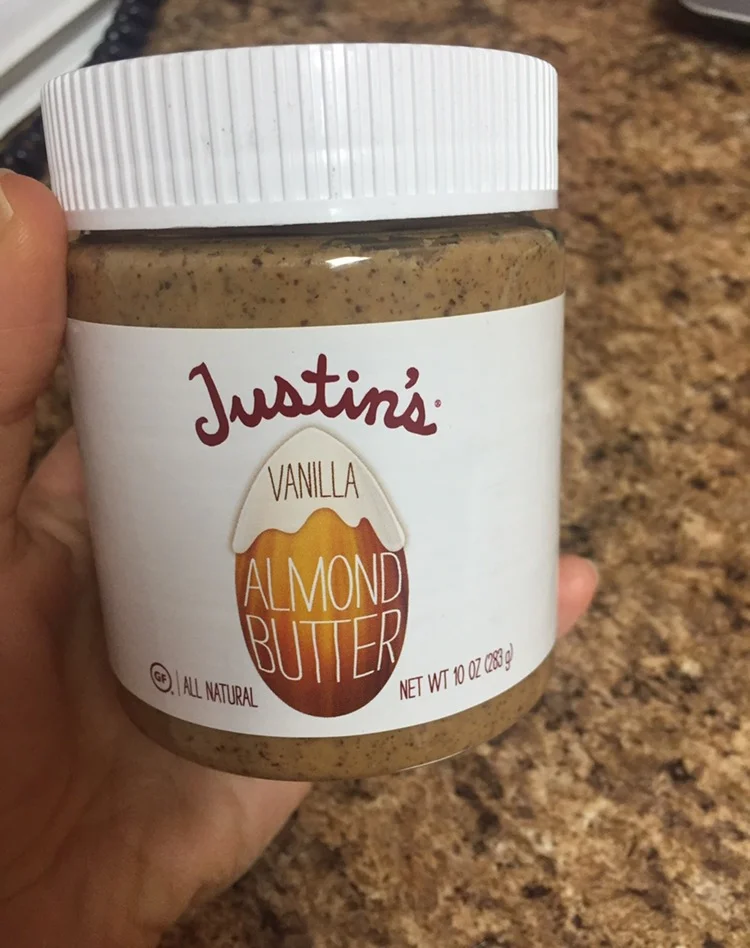 Justin's®
VANILLA
ALMOND
BUTTER
GF | ALL NATURAL
NET WT 10 OZ (283 g)